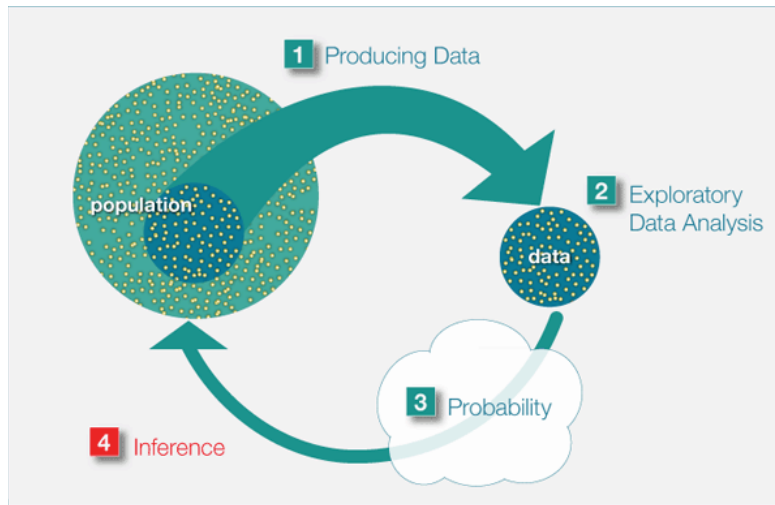 1 Producing Data
population
2 Exploratory
Data Analysis
data
3 Probability
4 Inference